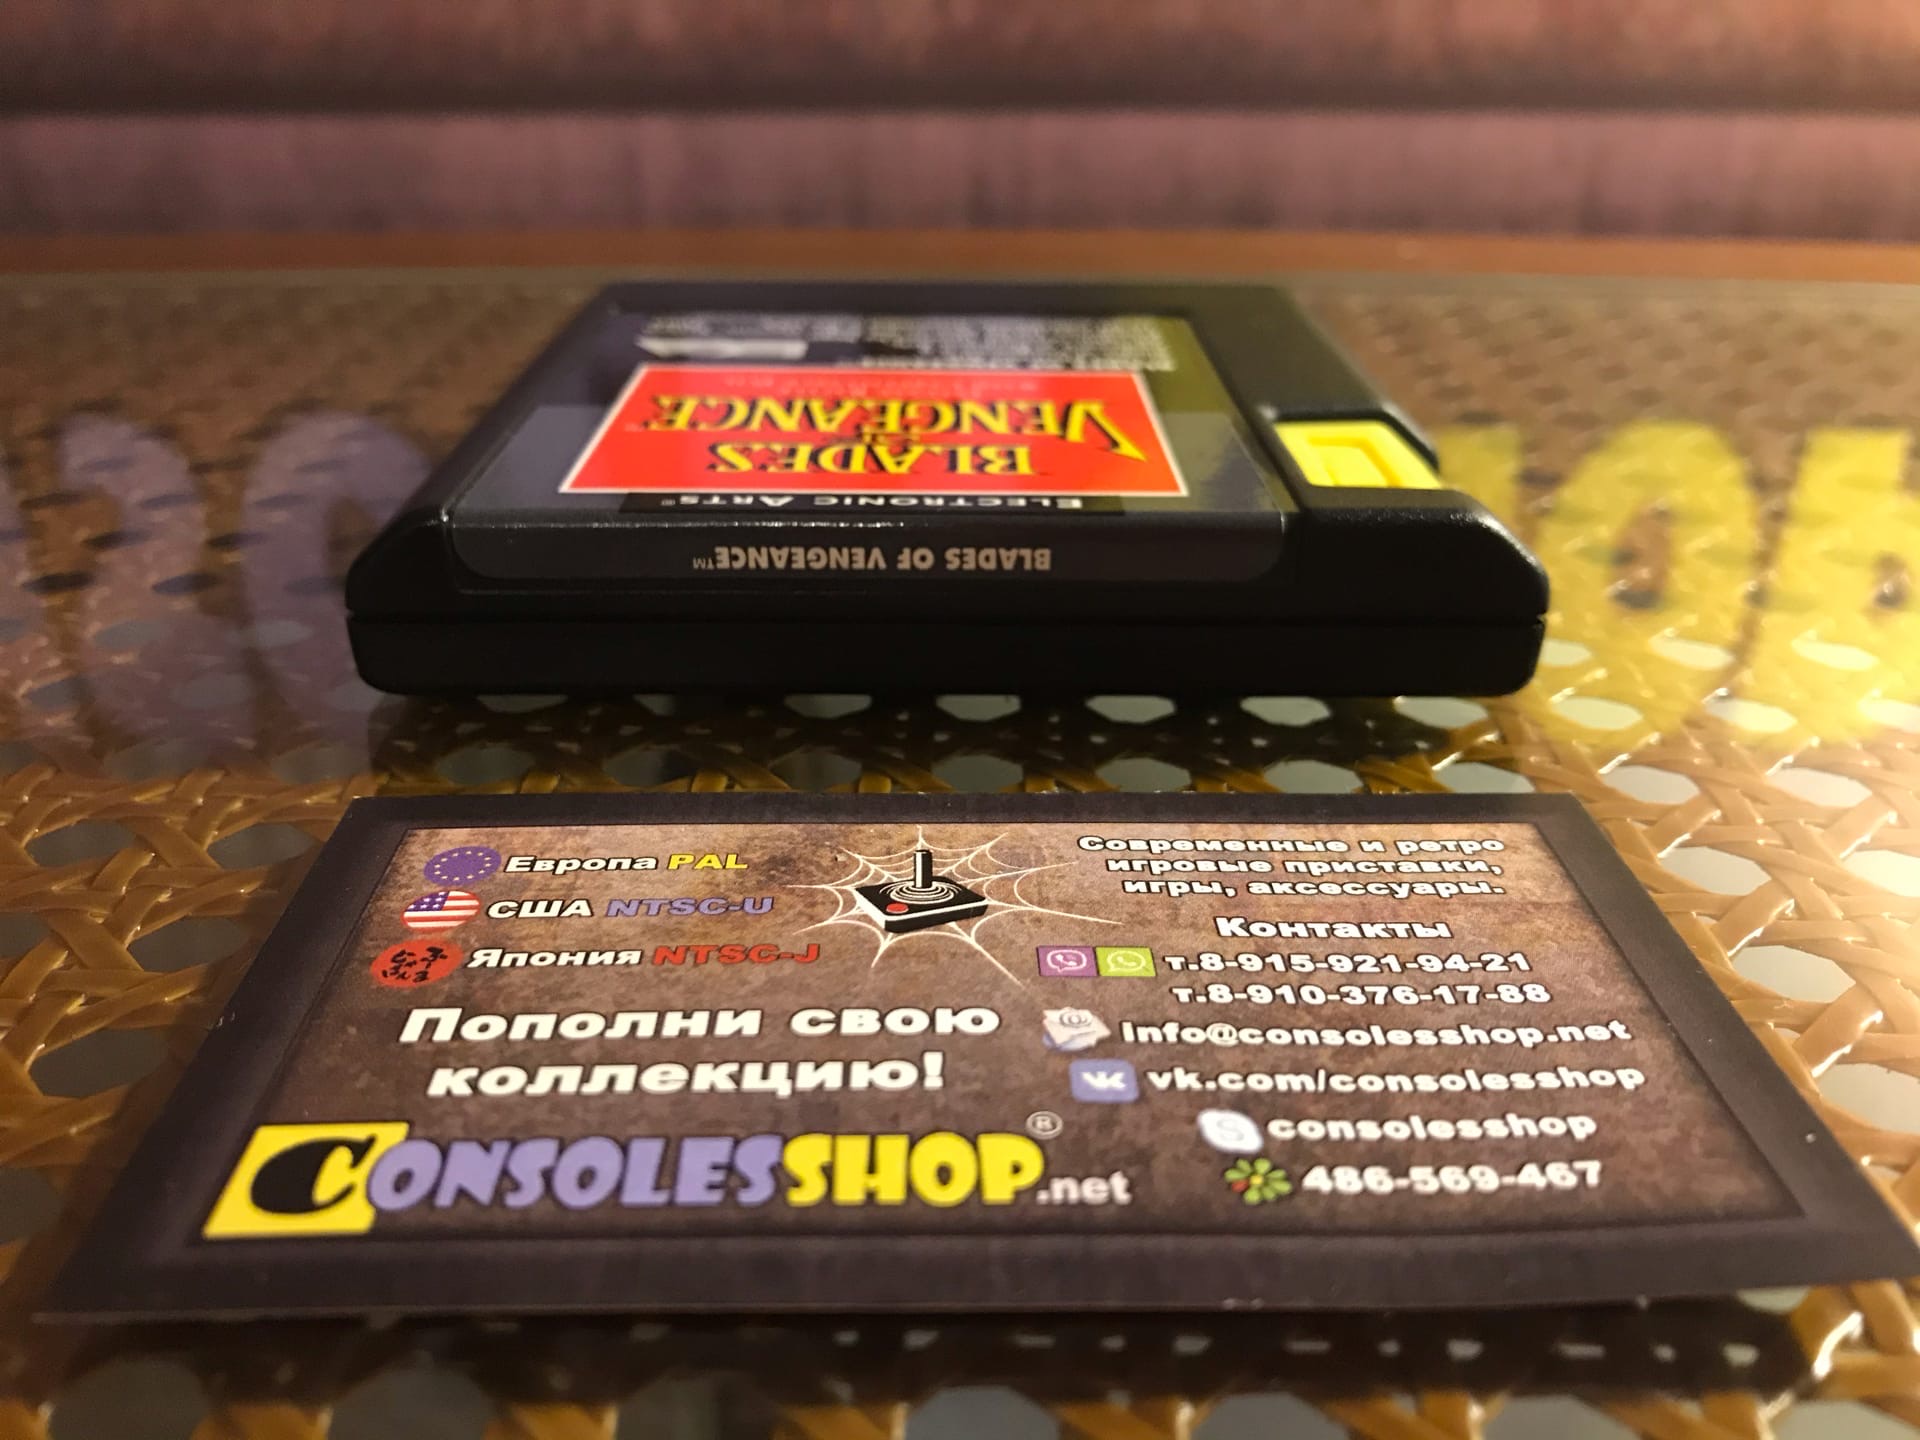 BLADES OF VENGEANCE™
ELECTRONIC ARTS®
BLADES
OF
VENGEANCE™
Европа PAL
США NTSC-U
Япония NTSC-J
Пополни свою
коллекцию!
CONSOLESSHOP.net
®
Современные и ретро
игровые приставки,
игры, аксессуары.
Контакты
т.8-915-921-94-21
т.8-910-376-17-88
info@consolesshop.net
vk.com/consolesshop
consolesshop
486-569-467